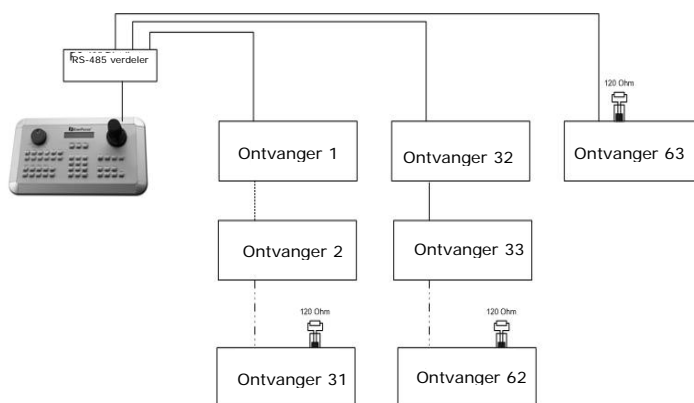 RS-485 verdeler
120 Ohm
Ontvanger 1
Ontvanger 32
Ontvanger 63
Ontvanger 2
Ontvanger 33
120 Ohm
120 Ohm
Ontvanger 31
Ontvanger 62